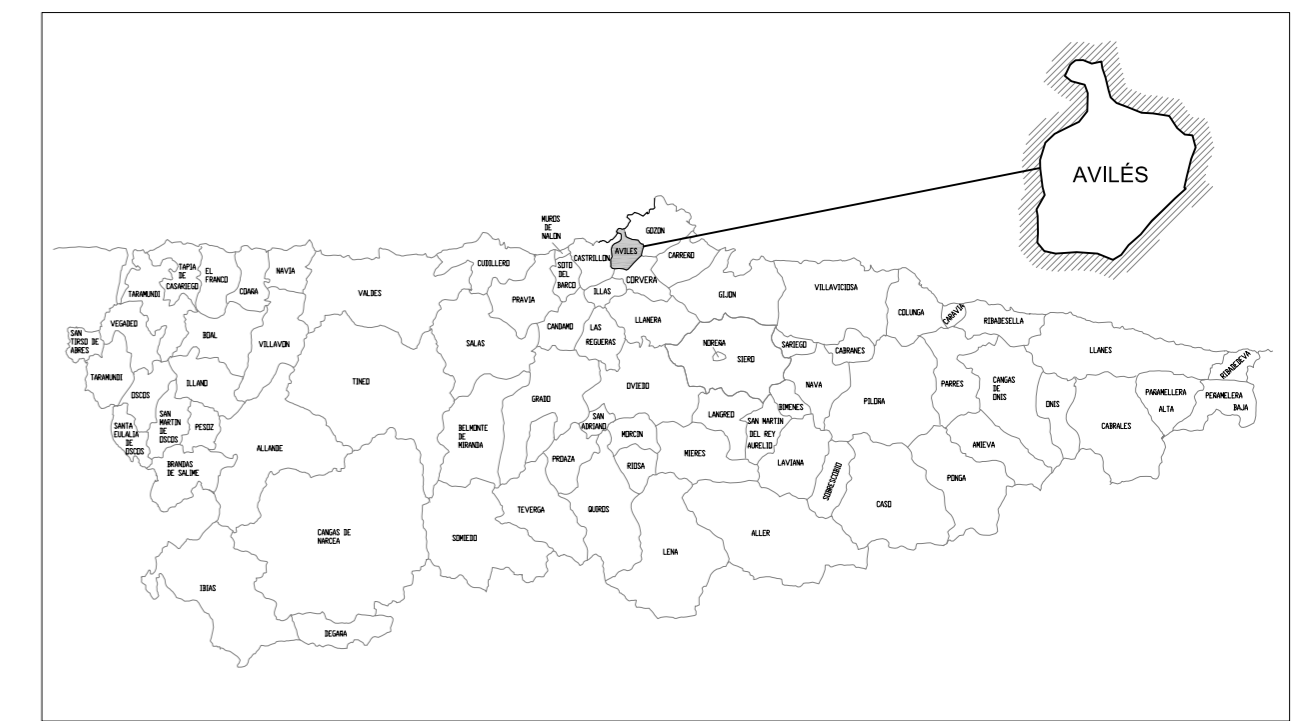 AVILÉS
MUROS
DE
NALON
GOZON
AVILES
CASTRILLON
CARREÑO
CUDILLERO
SOTO
DEL
BARCO
CORVERA
ILLAS
TAPIA
DE
CASARIEGO
EL
FRANCO
COAÑA
NAVIA
TARAMUNDI
VALDES
PRAVIA
GIJON
VILLAVICIOSA
COLUNGA
CARAVIA
RIBADESELLA
VEGADEO
SAN
TIRSO DE
ABRES
BOAL
VILLAYON
SALAS
CANDAMO
LAS
REGUERAS
LLANERA
NOREÑA
SIERO
SARIEGO
CABRANES
LLANES
RIBADEDEVA
TARAMUNDI
OSCOS
ILLANO
TINEO
OVIEDO
NAVA
PILOÑA
PARRES
CANGAS
DE
ONIS
ONIS
CABRALES
PAÑAMELLERA
ALTA
PEÑAMELERA
BAJA
SANTA
EULALIA
DE
OSCOS
SAN
MARTIN
DE
OSCOS
PESOZ
GRADO
SAN
ADRIANO
LANGREO
BIMENES
SAN MARTIN
DEL REY
AURELIO
BELMONTE
DE
MIRANDA
MORCIN
MIERES
AMIEVA
ALLANDE
BRANDAS
DE SALIME
PROAZA
RIOSA
LAVIANA
SOBRESCOBIO
PONGA
CASO
TEVERGA
QUIROS
CANGAS DE
NARCEA
SOMIEDO
ALLER
LENA
IBIAS
DEGAÑA